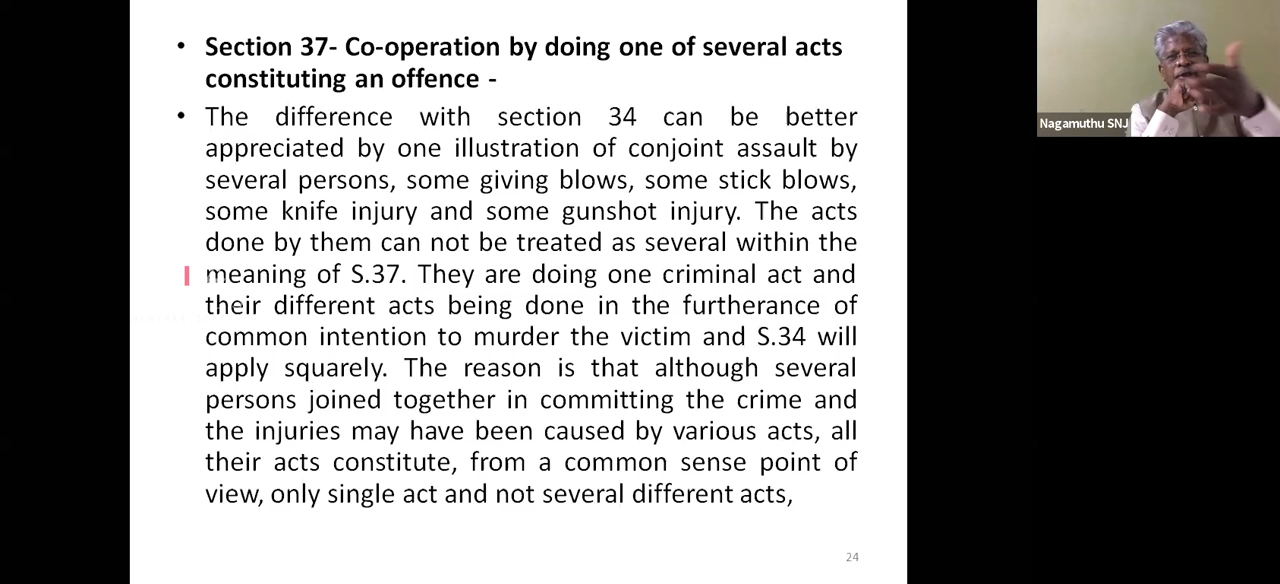 • Section 37- Co-operation by doing one of several acts
constituting an offence -
• The difference with section 34 can be better
appreciated by one illustration of conjoint assault by
several persons, some giving blows, some stick blows,
some knife injury and some gunshot injury. The acts
done by them can not be treated as several within the
meaning of S.37. They are doing one criminal act and
their different acts being done in the furtherance of
common intention to murder the victim and S.34 will
apply squarely. The reason is that although several
persons joined together in committing the crime and
the injuries may have been caused by various acts, all
their acts constitute, from a common sense point of
view, only single act and not several different acts,
24
Nagamuthu SNJ